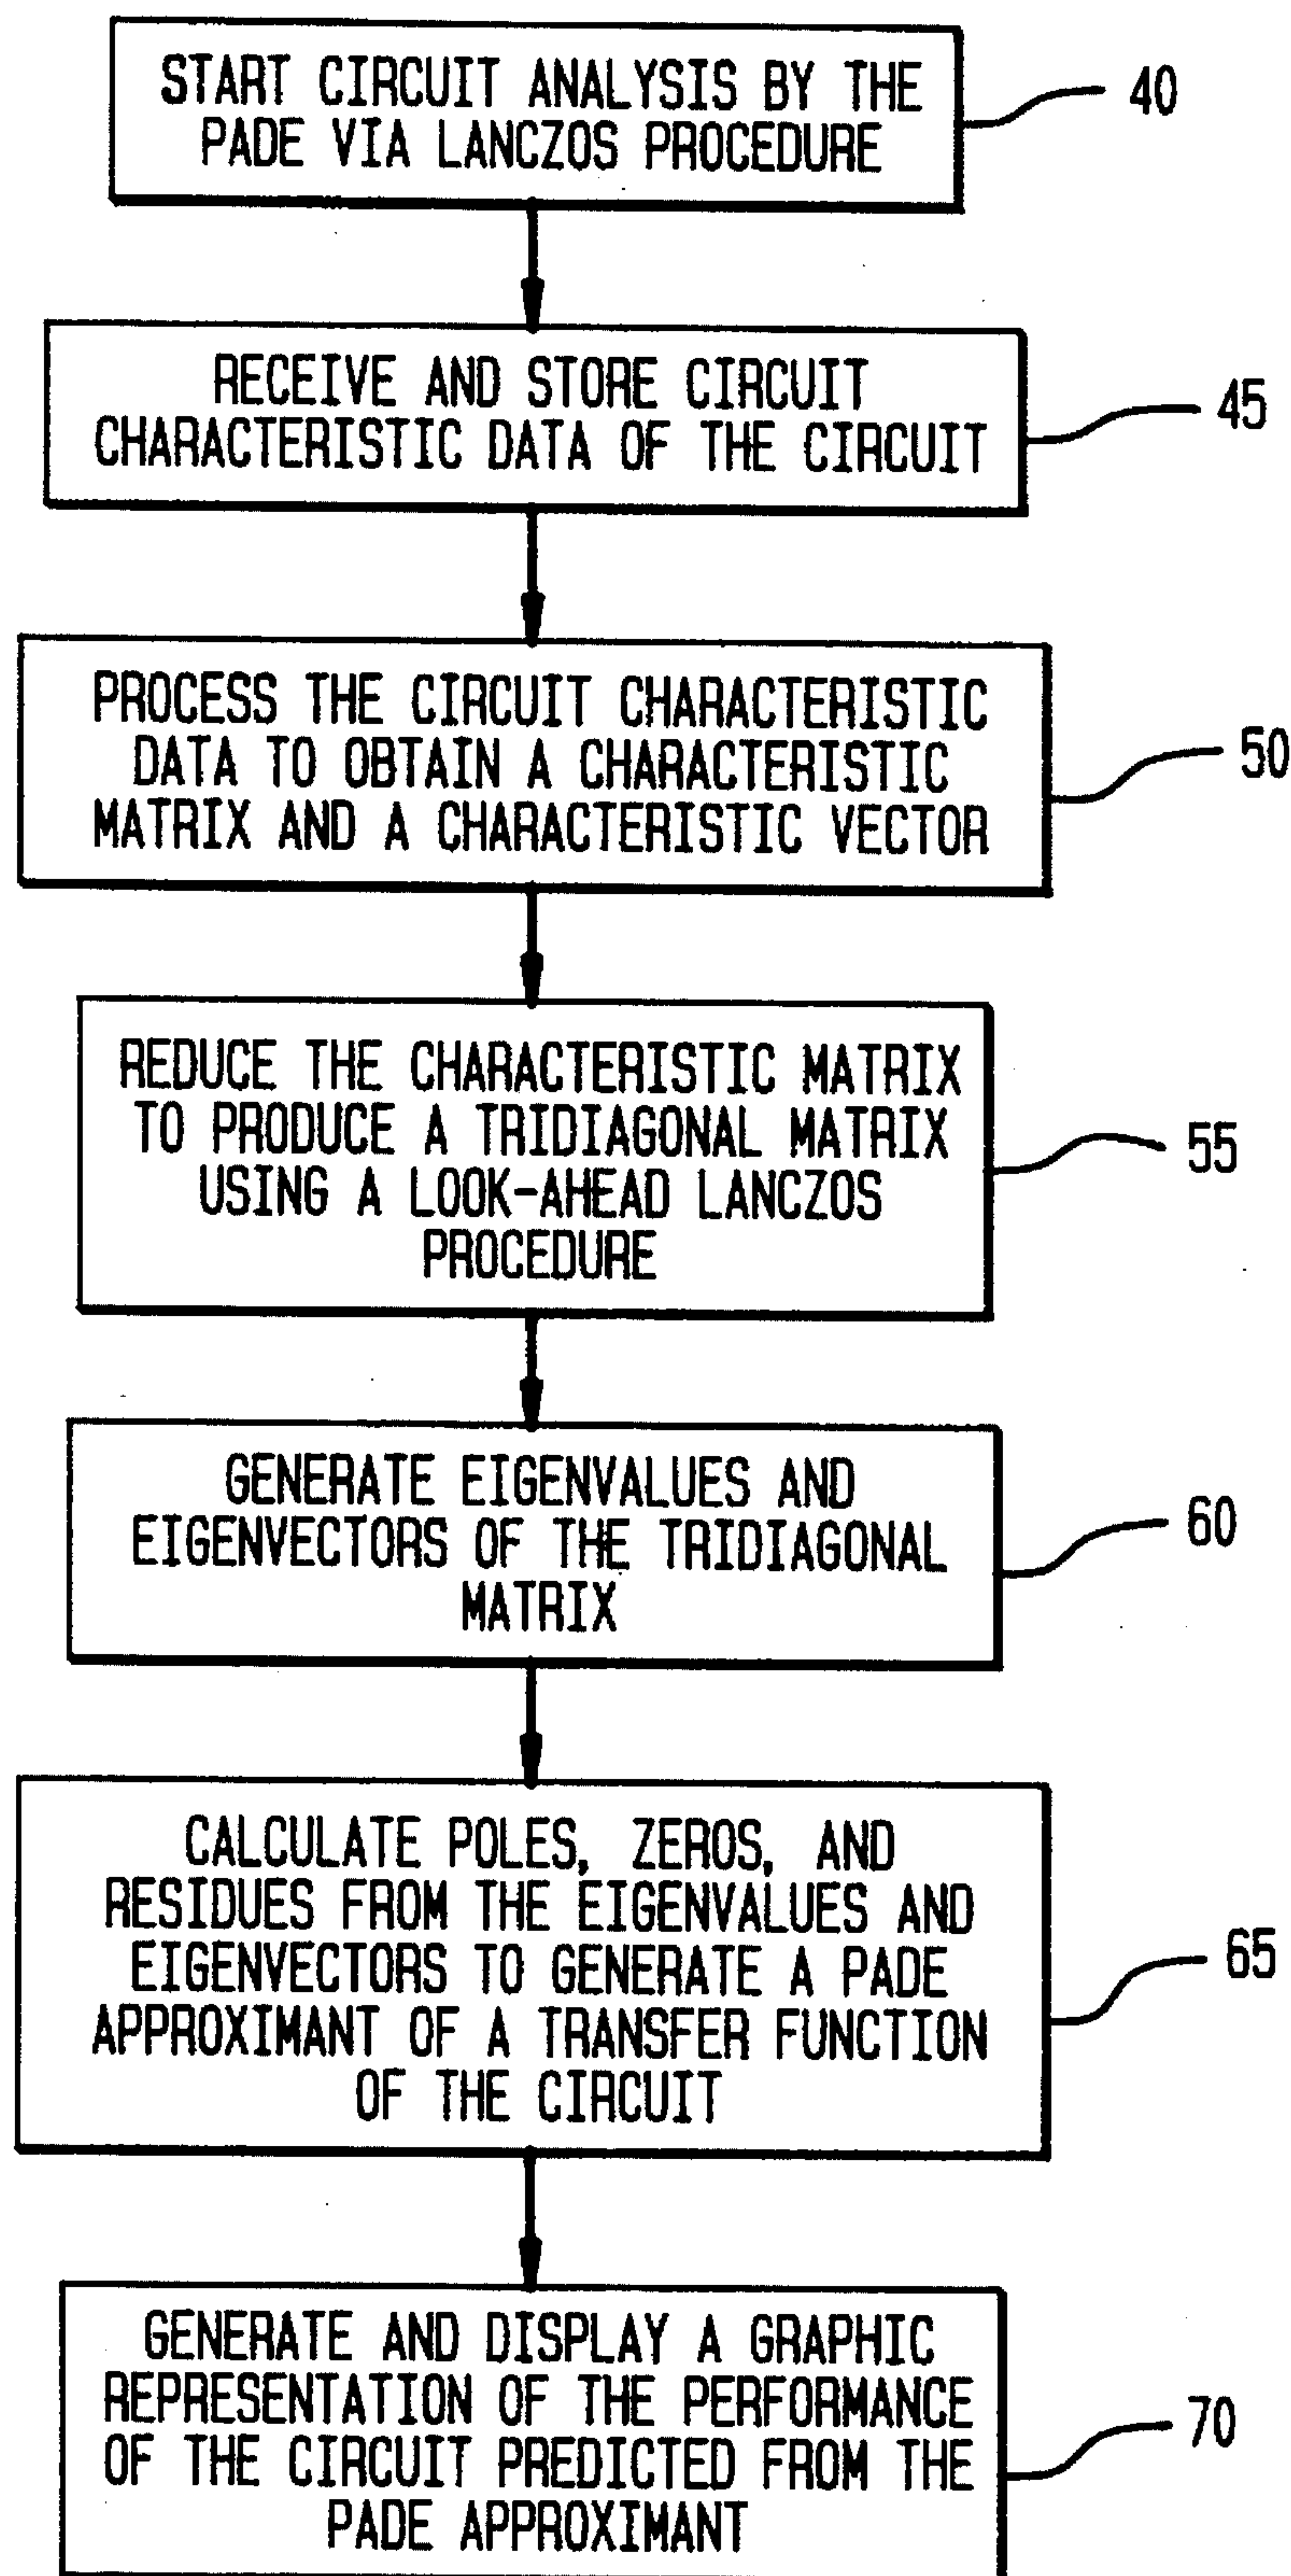 START CIRCUIT ANALYSIS BY THE
PADE VIA LANCZOS PROCEDURE
40
RECEIVE AND STORE CIRCUIT
CHARACTERISTIC DATA OF THE CIRCUIT
45
PROCESS THE CIRCUIT CHARACTERISTIC
DATA TO OBTAIN A CHARACTERISTIC
MATRIX AND A CHARACTERISTIC VECTOR
50
REDUCE THE CHARACTERISTIC MATRIX
TO PRODUCE A TRIDIAGONAL MATRIX
USING A LOOK-AHEAD LANCZOS
PROCEDURE
55
GENERATE EIGENVALUES AND
EIGENVECTORS OF THE TRIDIAGONAL
MATRIX
60
CALCULATE POLES, ZEROS, AND
RESIDUES FROM THE EIGENVALUES AND
EIGENVECTORS TO GENERATE A PADE
APPROXIMANT OF A TRANSFER FUNCTION
OF THE CIRCUIT
65
GENERATE AND DISPLAY A GRAPHIC
REPRESENTATION OF THE PERFORMANCE
OF THE CIRCUIT PREDICTED FROM THE
PADE APPROXIMANT
70